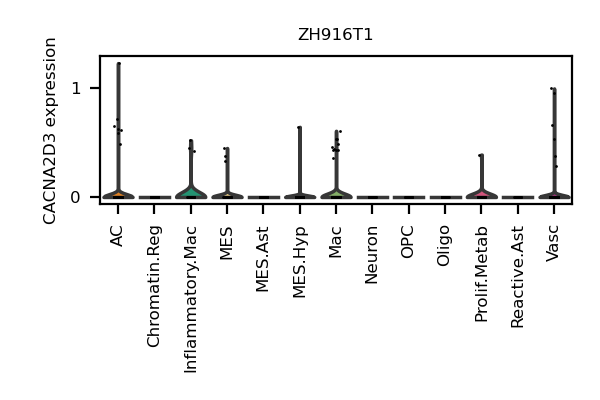 ZH916T1
CACNA2D3 expression
1
0
AC
Chromatin.Reg
Inflammatory.Mac
MES
MES.Ast
MES.Hyp
Mac
Neuron
OPC
Oligo
Prolif.Metab
Reactive.Ast
Vasc